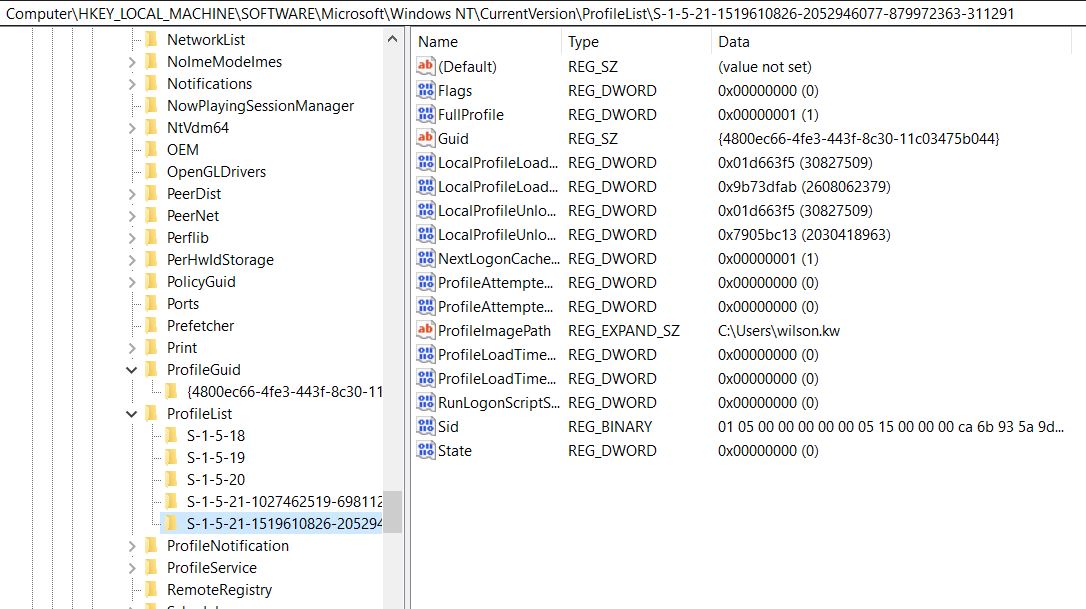 Computer\HKEY_LOCAL_MACHINE\SOFTWARE\Microsoft\Windows NT\CurrentVersion\ProfileList\S-1-5-21-1519610826-2052946077-879972363-311291
NetworkList
NoImeModeImes
Notifications
NowPlayingSessionManager
NtVdm64
OEM
OpenGLDrivers
PeerDist
PeerNet
Perflib
PerHwIdStorage
PolicyGuid
Ports
Prefetcher
Print
ProfileGuid
{4800ec66-4fe3-443f-8c30-11
ProfileList
S-1-5-18
S-1-5-19
S-1-5-20
S-1-5-21-1027462519-698112
S-1-5-21-1519610826-205294
ProfileNotification
ProfileService
RemoteRegistry
Name Type Data
(Default) REG_SZ (value not set)
Flags REG_DWORD 0x00000000 (0)
FullProfile REG_DWORD 0x00000001 (1)
Guid REG_SZ {4800ec66-4fe3-443f-8c30-11c03475b044}
LocalProfileLoad... REG_DWORD 0x01d663f5 (30827509)
LocalProfileLoad... REG_DWORD 0x9b73dfab (2608062379)
LocalProfileUnlo... REG_DWORD 0x01d663f5 (30827509)
LocalProfileUnlo... REG_DWORD 0x7905bc13 (2030418963)
NextLogonCache... REG_DWORD 0x00000001 (1)
ProfileAttempte... REG_DWORD 0x00000000 (0)
ProfileAttempte... REG_DWORD 0x00000000 (0)
ProfileImagePath REG_EXPAND_SZ C:\Users\wilson.kw
ProfileLoadTime... REG_DWORD 0x00000000 (0)
ProfileLoadTime... REG_DWORD 0x00000000 (0)
RunLogonScriptS... REG_DWORD 0x00000000 (0)
Sid REG_BINARY 01 05 00 00 00 00 00 05 15 00 00 00 ca 6b 93 5a 9d...
State REG_DWORD 0x00000000 (0)